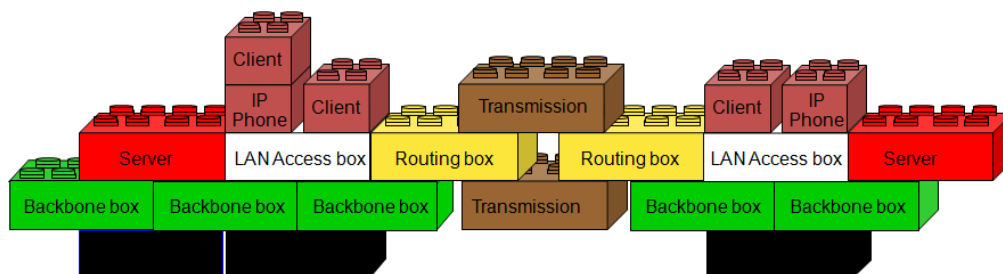 Client
IP
Phone
Client
Transmission
Client
IP
Phone
Server
LAN Access box
Routing box
Routing box
LAN Access box
Server
Backbone box
Backbone box
Backbone box
Transmission
Backbone box
Backbone box